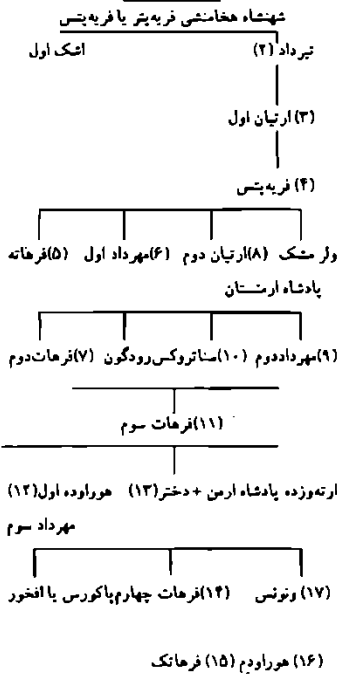 شهنشاه هخامنشی فریه‌پتر یا فریه‌پتس
تیرداد (۲) اشک اول
(۳) ارتبان اول
(۴) فریه‌پتس
ولر مشک (۸)ارتبان دوم (۶)مهرداد اول (۵)فرهاته
پادشاه ارمنستان
(۹)مهرداددوم (۱۰)سناتروکس‌رودگون (۷)فرهات‌دوم
(۱۱)فرهات سوم
ارته‌وزده پادشاه ارمن + دختر(۱۳) هوراوده اول(۱۲)
مهرداد سوم
(۱۷) ونونس (۱۴)فرهات چهارم‌پاکورس یا افخور
(۱۶) هوراودم (۱۵) فرهاتک